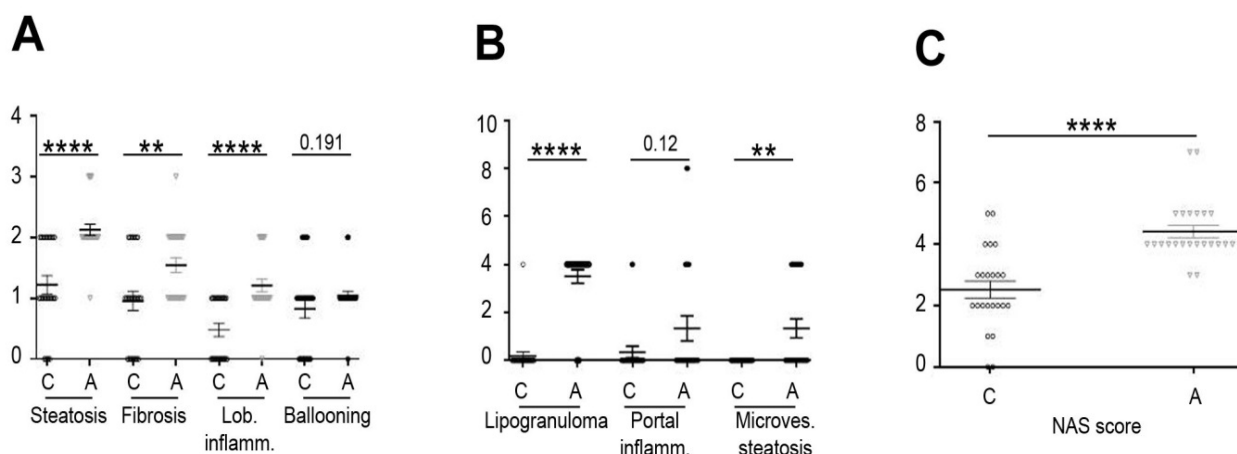 A
4
3
2
1
0
****
**
****
0.191
C A C A C A C A
Steatosis Fibrosis Lob. Ballooning
inflamm.
B
10
8
6
4
2
0
****
0.12
**
C A C A C A
Lipogranuloma Portal Microves.
inflamm. steatosis
C
8
6
4
2
0
****
C A
NAS score